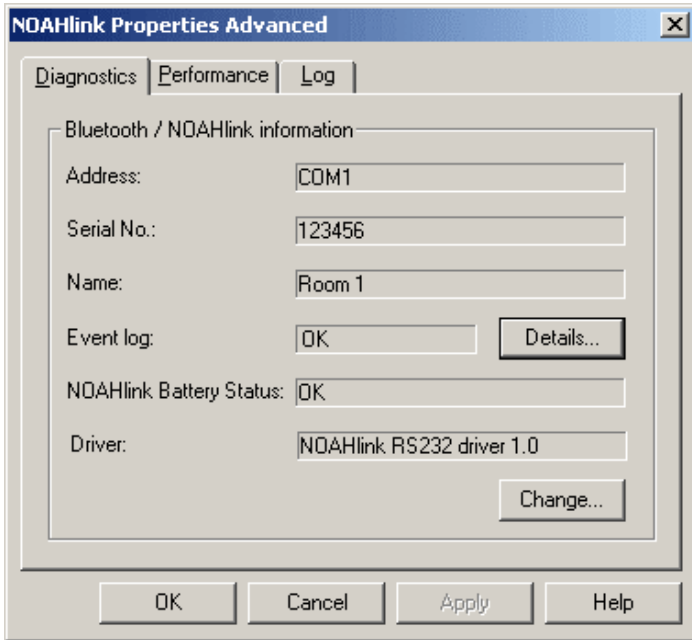 NOAHlink Properties Advanced
Diagnostics Performance Log
Bluetooth / NOAHlink information
Address: COM1
Serial No.: 123456
Name: Room 1
Event log: OK Details...
NOAHlink Battery Status: OK
Driver: NOAHlink RS232 driver 1.0
Change...
OK Cancel Apply Help